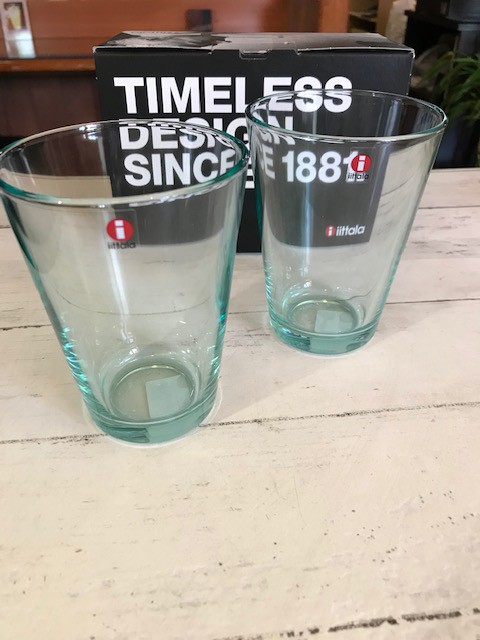 TIMELESS
DESIGN
SINCE 1881
i
iittala
i
iittala
i iittala